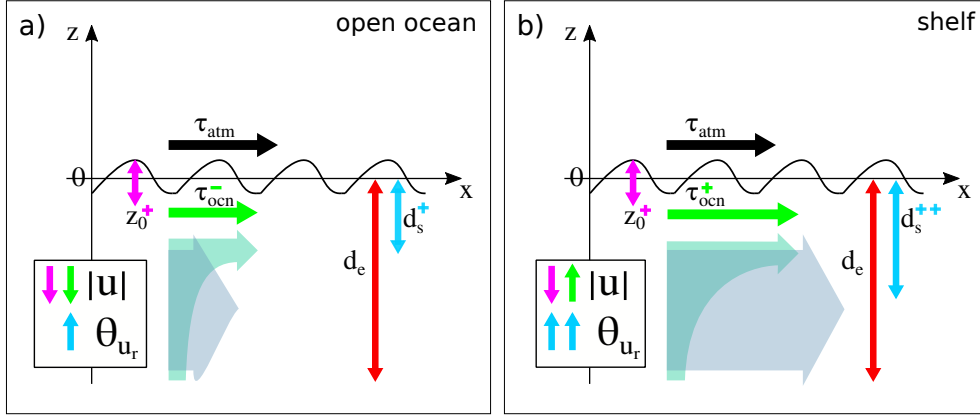 a)
open ocean
z
τatm
0
x
z0+
τocn-
ds+
de
|u|
θur
b)
shelf
z
τatm
0
x
z0+
τocn+
ds++
de
|u|
θur